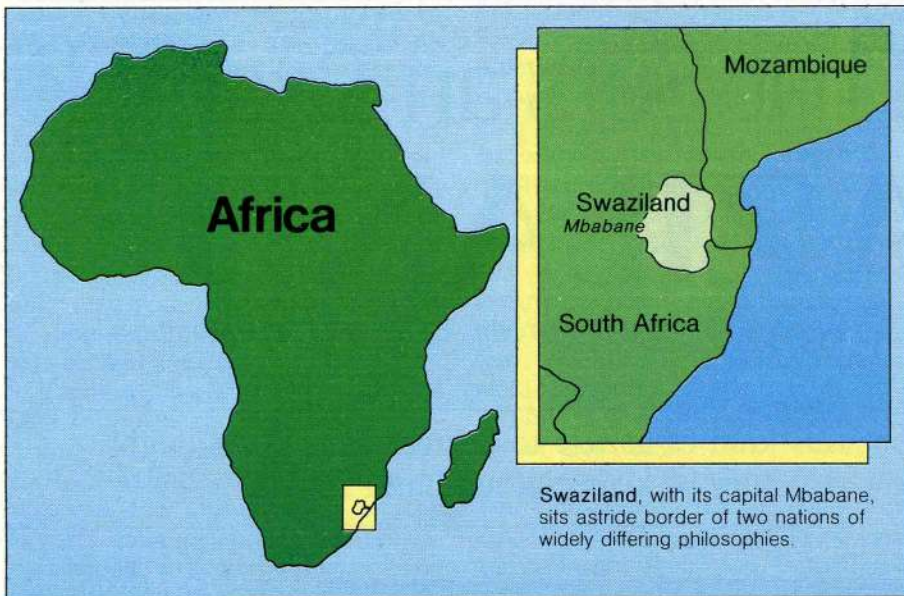 Africa
Mozambique
Swaziland
Mbabane
South Africa
Swaziland, with its capital Mbabane,
sits astride border of two nations of
widely differing philosophies.